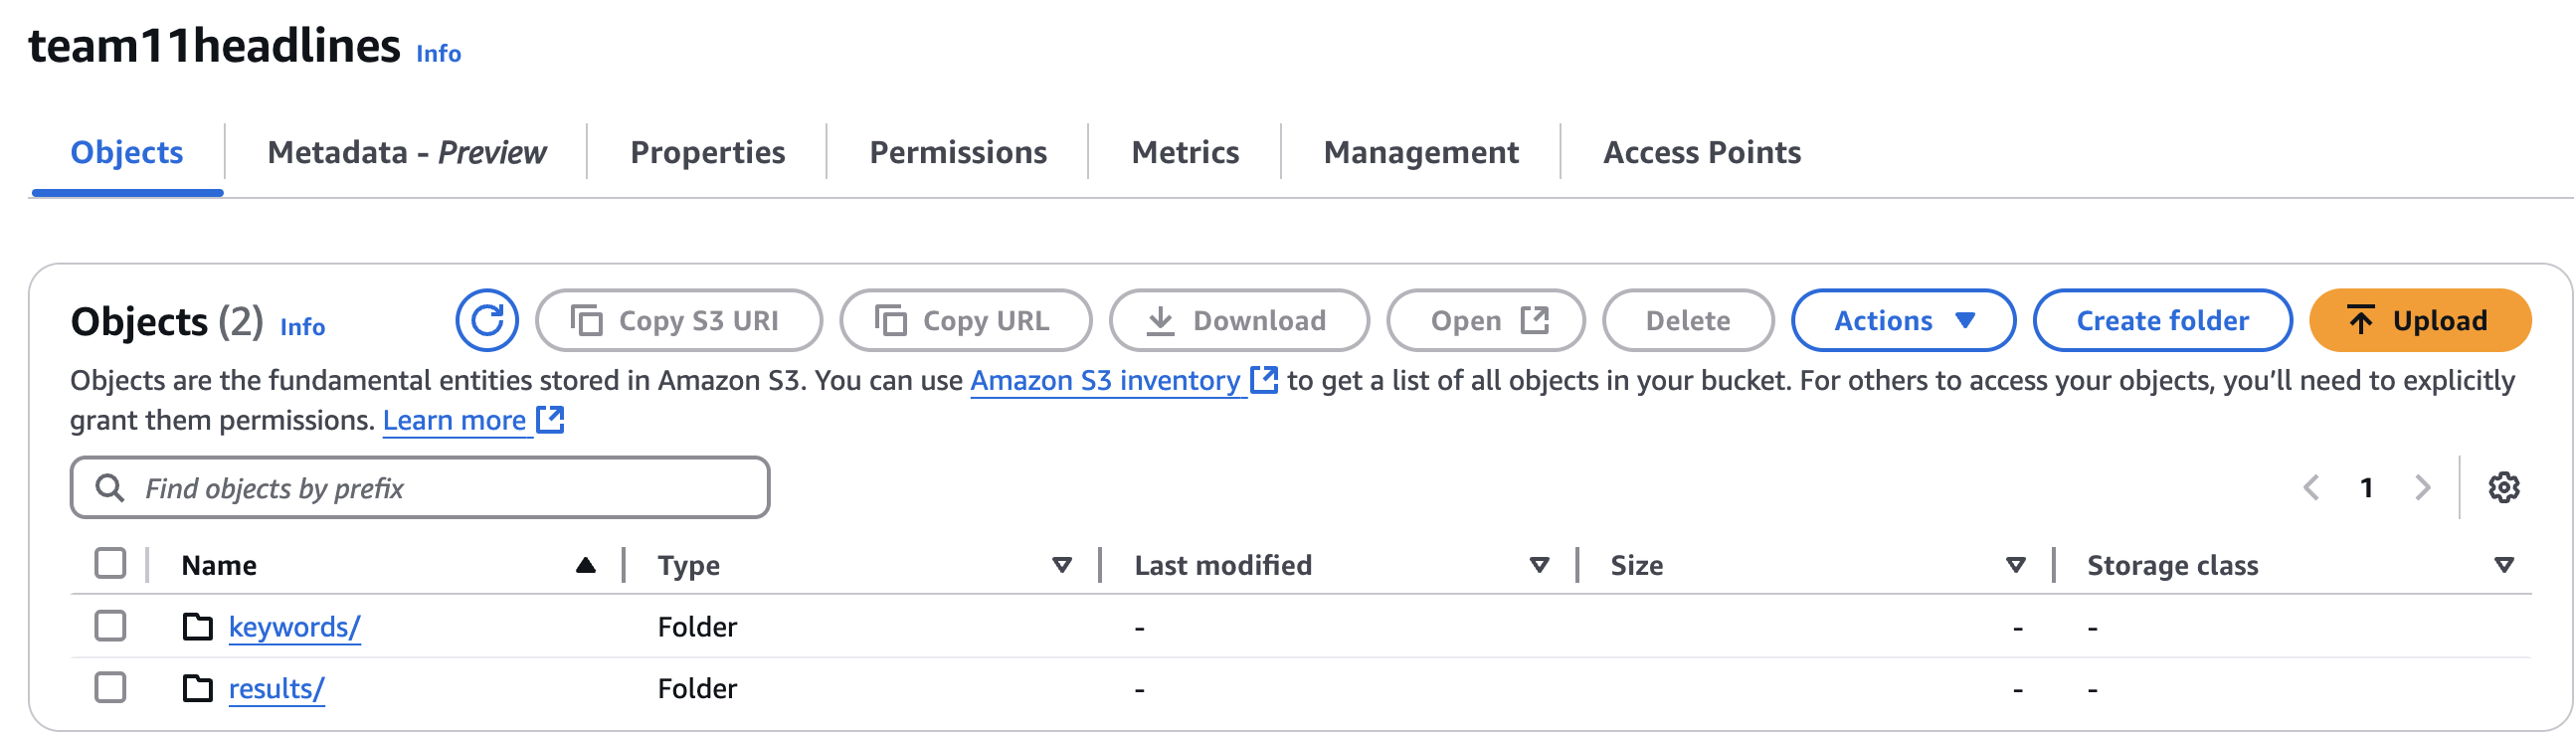 team11headlines Info
Objects Metadata - Preview Properties Permissions Metrics Management Access Points
Objects (2) Info Copy S3 URI Copy URL Download Open Delete Actions Create folder Upload
Objects are the fundamental entities stored in Amazon S3. You can use Amazon S3 inventory to get a list of all objects in your bucket. For others to access your objects, you’ll need to explicitly
grant them permissions. Learn more
Find objects by prefix 1
Name Type Last modified Size Storage class
keywords/ Folder - - -
results/ Folder - - -